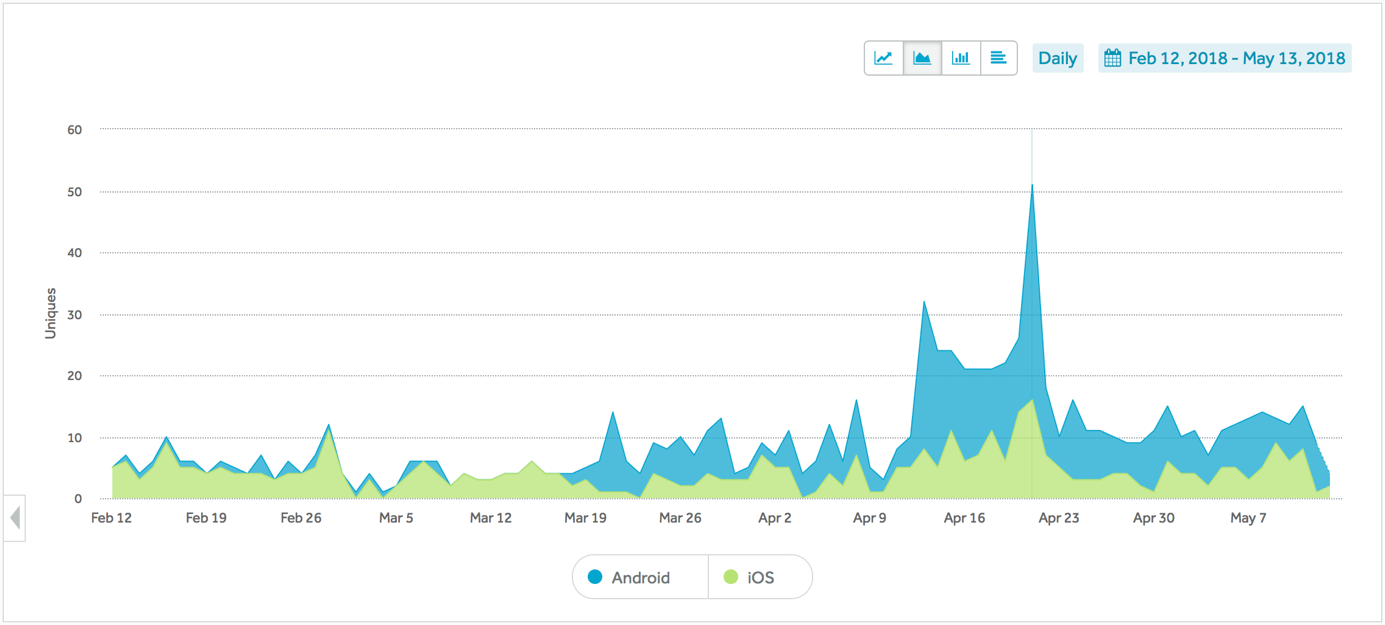 Daily
Feb 12, 2018 - May 13, 2018
60
50
40
30
20
10
0
Uniques
Feb 12 Feb 19 Feb 26 Mar 5 Mar 12 Mar 19 Mar 26 Apr 2 Apr 9 Apr 16 Apr 23 Apr 30 May 7
Android
iOS